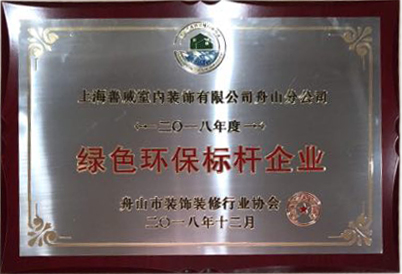 上海誉威室内装饰有限公司舟山分公司
二〇一八年度
绿色环保标杆企业
舟山市装饰装修行业协会
二〇一八年十二月